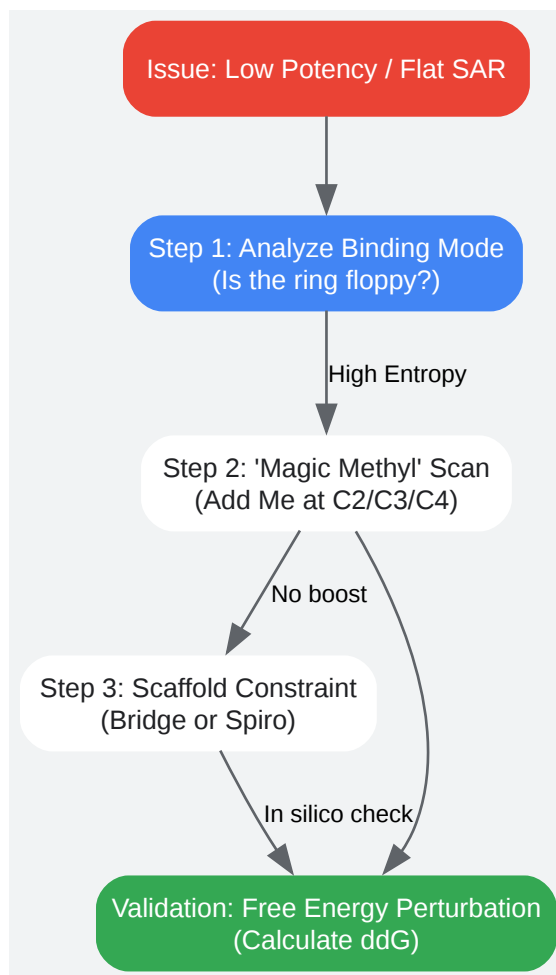 Issue: Low Potency / Flat SAR
Step 1: Analyze Binding Mode
(Is the ring floppy?)
High Entropy
Step 2: 'Magic Methyl' Scan
(Add Me at C2/C3/C4)
No boost
Step 3: Scaffold Constraint
(Bridge or Spiro)
In silico check
Validation: Free Energy Perturbation
(Calculate ddG)